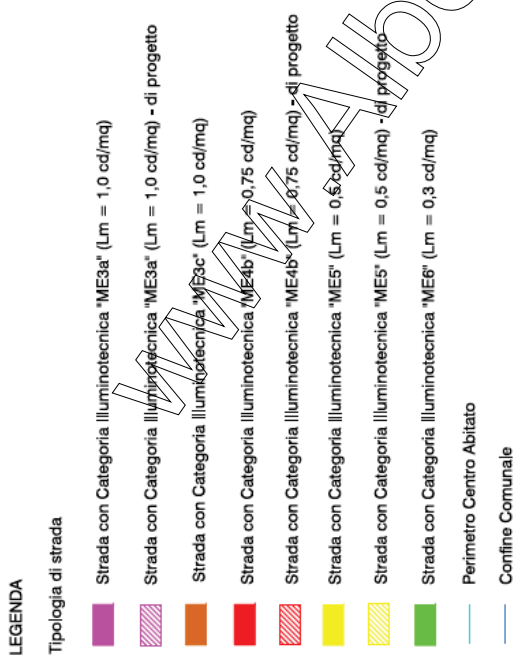 LEGENDA
Tipologia di strada
Strada con Categoria Illuminotecnica "ME3a" (Lm = 1,0 cd/mq)
Strada con Categoria Illuminotecnica "ME3a" (Lm = 1,0 cd/mq) - di progetto
Strada con Categoria Illuminotecnica "ME3c" (Lm = 1,0 cd/mq)
Strada con Categoria Illuminotecnica "ME4b" (Lm = 0,75 cd/mq)
Strada con Categoria Illuminotecnica "ME4b" (Lm = 0,75 cd/mq) - di progetto
Strada con Categoria Illuminotecnica "ME5" (Lm = 0,5 cd/mq)
Strada con Categoria Illuminotecnica "ME5" (Lm = 0,5 cd/mq) - di progetto
Strada con Categoria Illuminotecnica "ME6" (Lm = 0,3 cd/mq)
Perimetro Centro Abitato
Confine Comunale